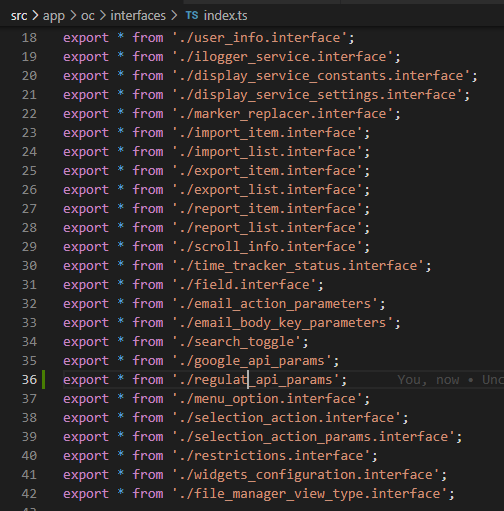 src > app > oc > interfaces > TS index.ts
18 export * from './user_info.interface';
19 export * from './ilogger_service.interface';
20 export * from './display_service_constants.interface';
21 export * from './display_service_settings.interface';
22 export * from './marker_replacer.interface';
23 export * from './import_item.interface';
24 export * from './import_list.interface';
25 export * from './export_item.interface';
26 export * from './export_list.interface';
27 export * from './report_item.interface';
28 export * from './report_list.interface';
29 export * from './scroll_info.interface';
30 export * from './time_tracker_status.interface';
31 export * from './field.interface';
32 export * from './email_action_parameters';
33 export * from './email_body_key_parameters';
34 export * from './search_toggle';
35 export * from './google_api_params';
36 export * from './regulat_api_params'; You, now • Unc
37 export * from './menu_option.interface';
38 export * from './selection_action.interface';
39 export * from './selection_action_params.interface';
40 export * from './restrictions.interface';
41 export * from './widgets_configuration.interface';
42 export * from './file_manager_view_type.interface';